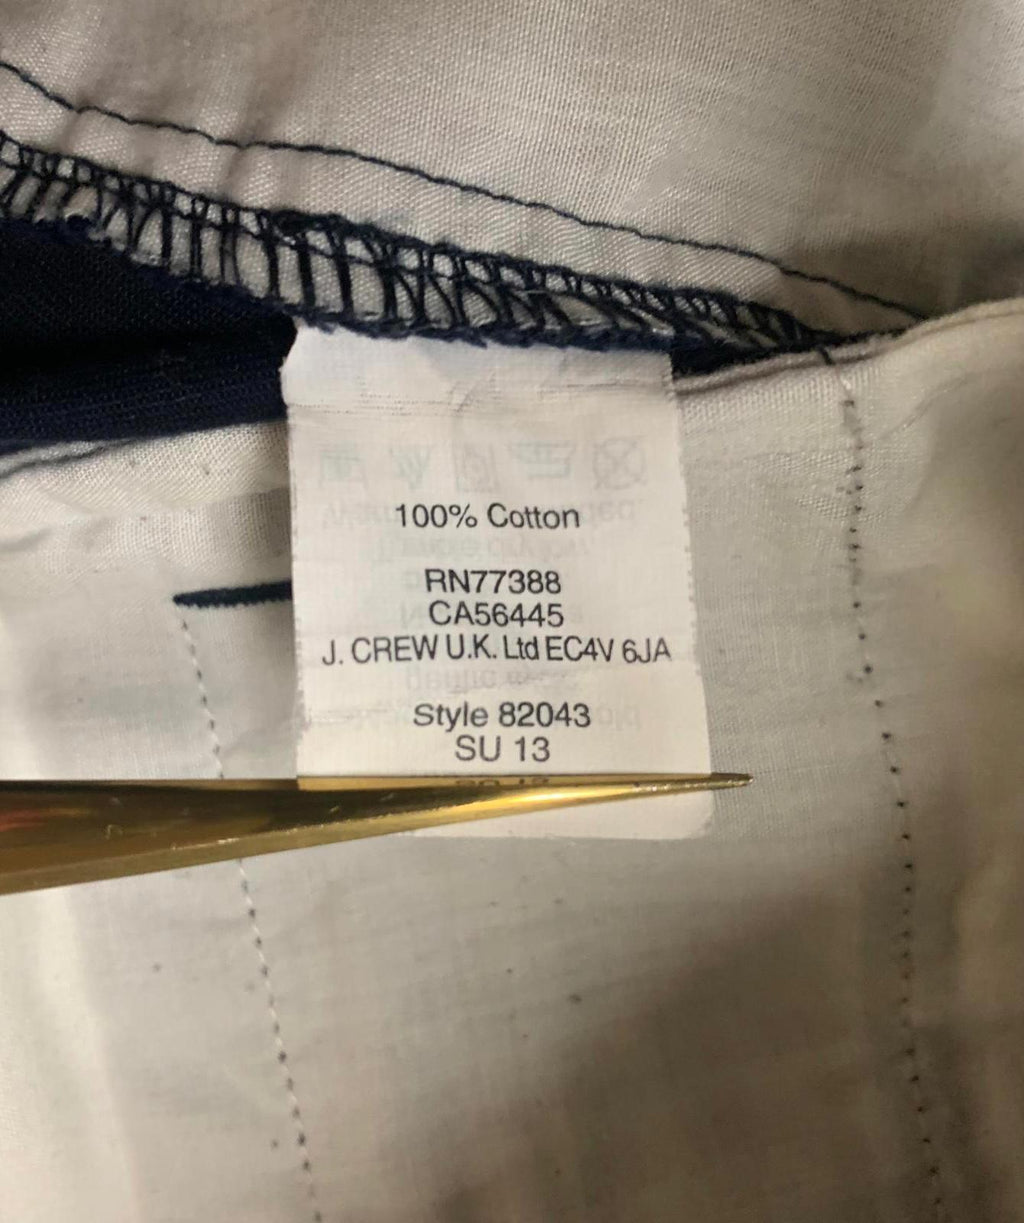 100% Cotton
RN77388
CA56445
J. CREW U.K. Ltd EC4V 6JA
Style 82043
SU 13